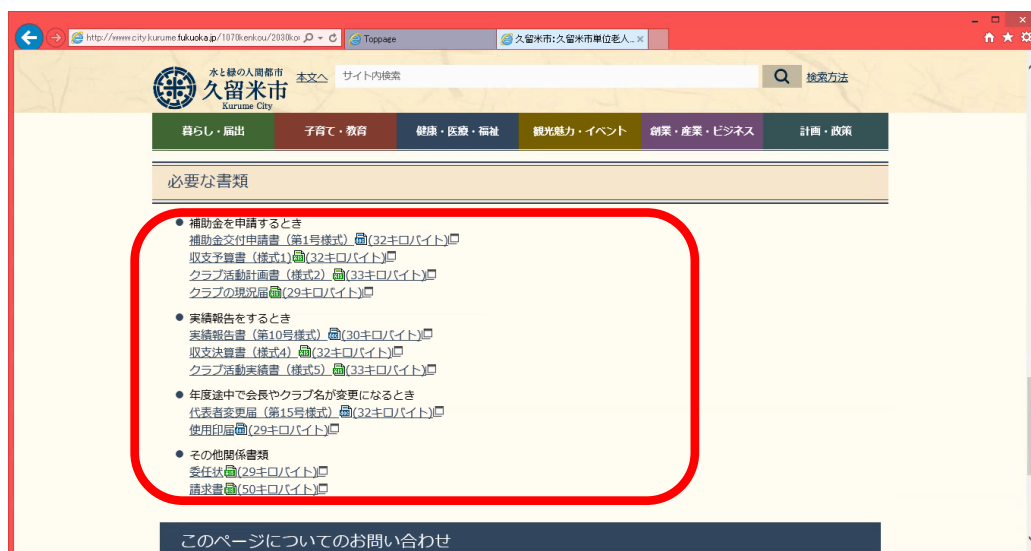 http://www.city.kurume.fukuoka.jp/1070kenkou/2030ko
Toppage
久留米市:久留米市単位老人...
水と緑の人間都市
久留米市
Kurume City
本文へ
サイト内検索
検索方法
暮らし・届出
子育て・教育
健康・医療・福祉
観光魅力・イベント
創業・産業・ビジネス
計画・政策
必要な書類
補助金を申請するとき
補助金交付申請書（第1号様式）(32キロバイト)
収支予算書（様式1)(32キロバイト)
クラブ活動計画書（様式2）(33キロバイト)
クラブの現況届(29キロバイト)
実績報告をするとき
実績報告書（第10号様式）(30キロバイト)
収支決算書（様式4）(32キロバイト)
クラブ活動実績書（様式5）(33キロバイト)
年度途中で会長やクラブ名が変更になるとき
代表者変更届（第15号様式）(32キロバイト)
使用印届(29キロバイト)
その他関係書類
委任状(29キロバイト)
請求書(50キロバイト)
このページについてのお問い合わせ